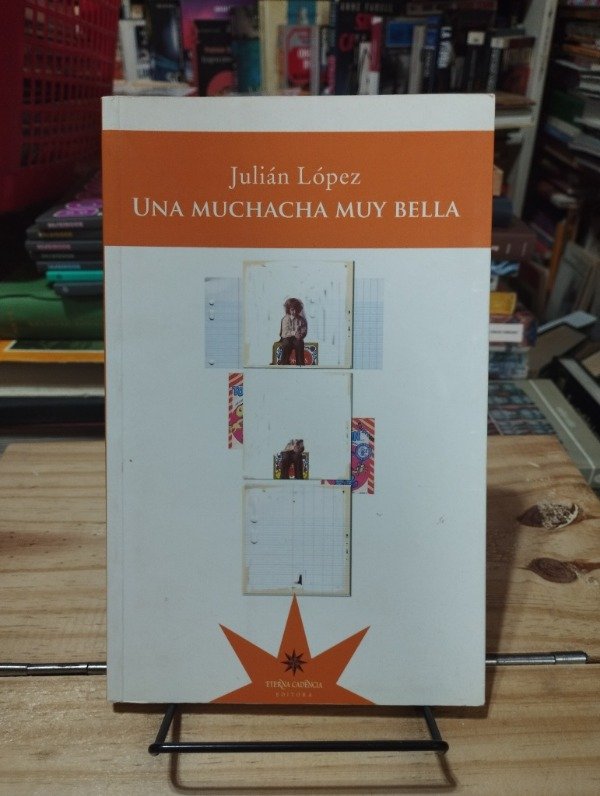 Julián López
UNA MUCHACHA MUY BELLA
ETERNA CADENCIA
EDITORA